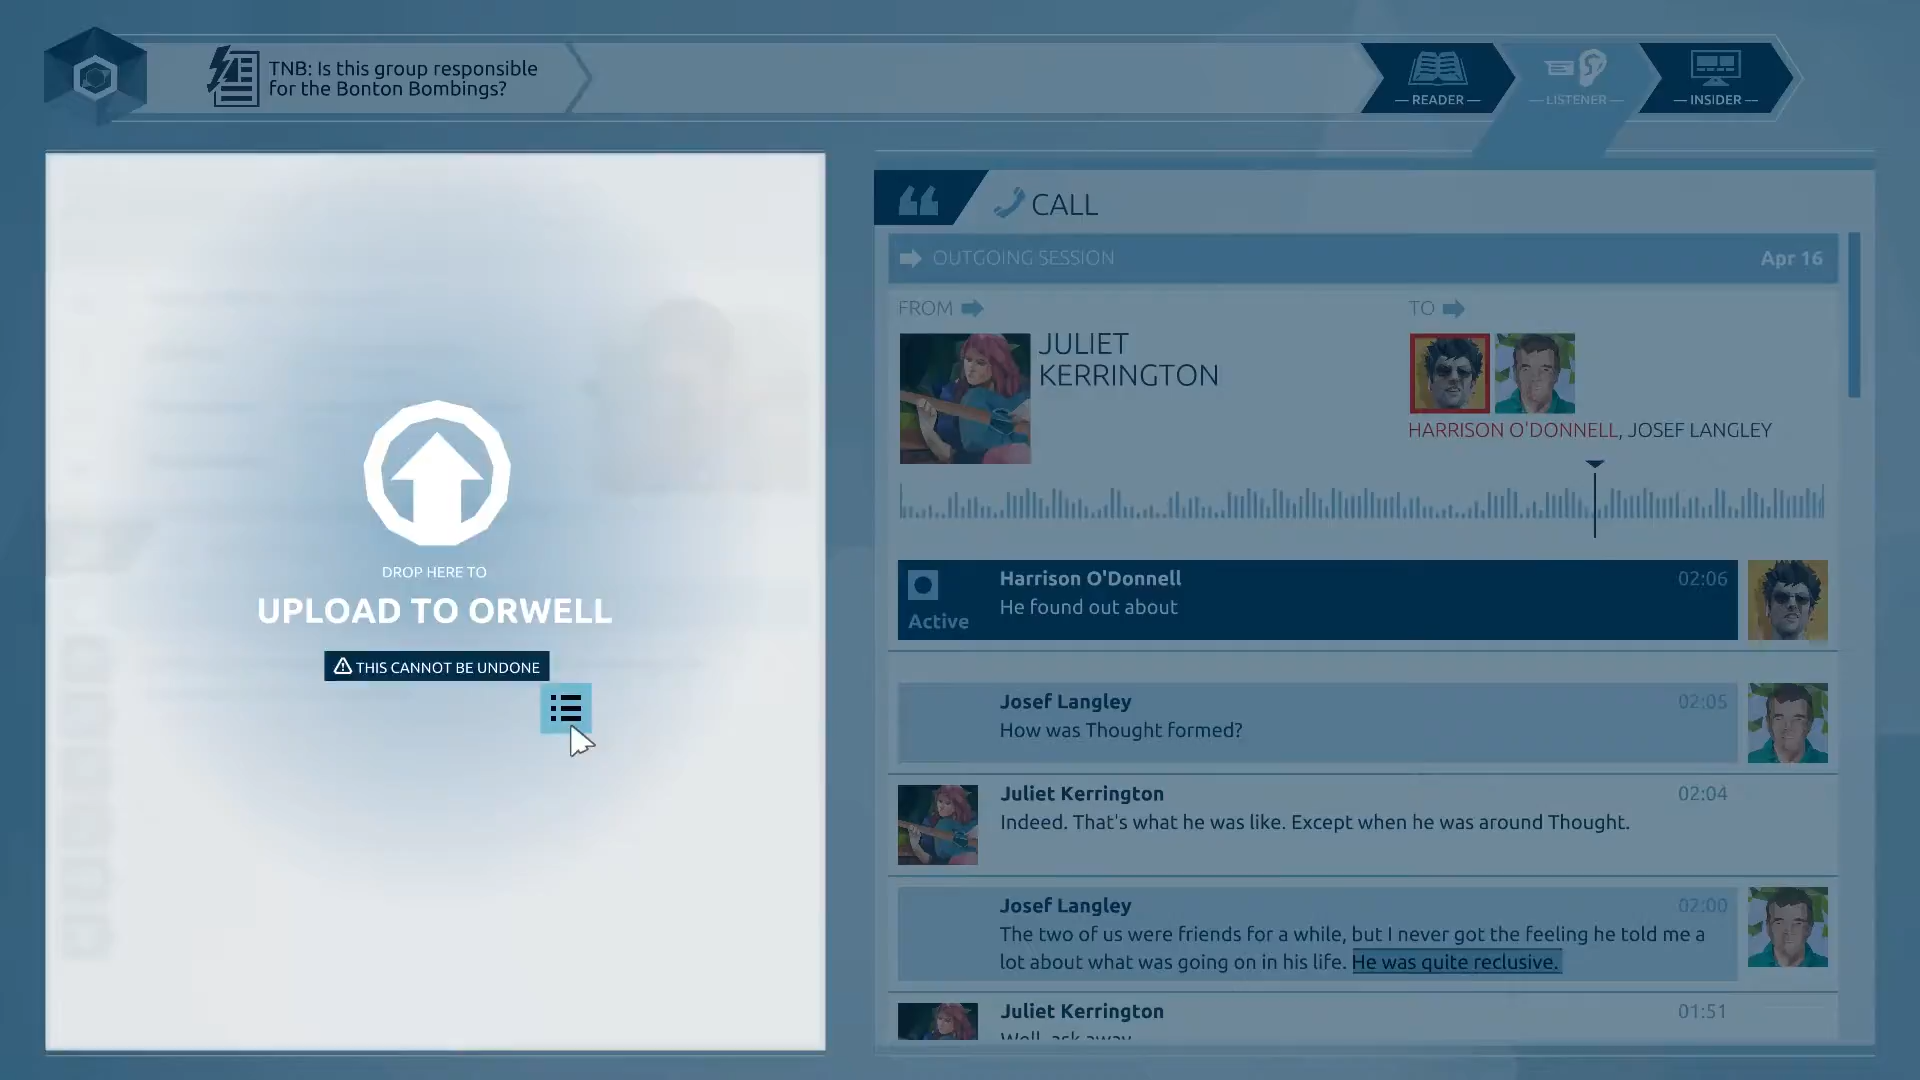 TNB: Is this group responsible
for the Bonton Bombings?
READER
LISTENER
INSIDER
DROP HERE TO
UPLOAD TO ORWELL
THIS CANNOT BE UNDONE
CALL
OUTGOING SESSION
Apr 16
FROM
TO
JULIET
KERRINGTON
HARRISON O'DONNELL, JOSEF LANGLEY
Active
Harrison O'Donnell
02:06
He found out about
Josef Langley
02:05
How was Thought formed?
Juliet Kerrington
02:04
Indeed. That's what he was like. Except when he was around Thought.
Josef Langley
02:00
The two of us were friends for a while, but I never got the feeling he told me a
lot about what was going on in his life. He was quite reclusive.
Juliet Kerrington
01:51
Well, ask away